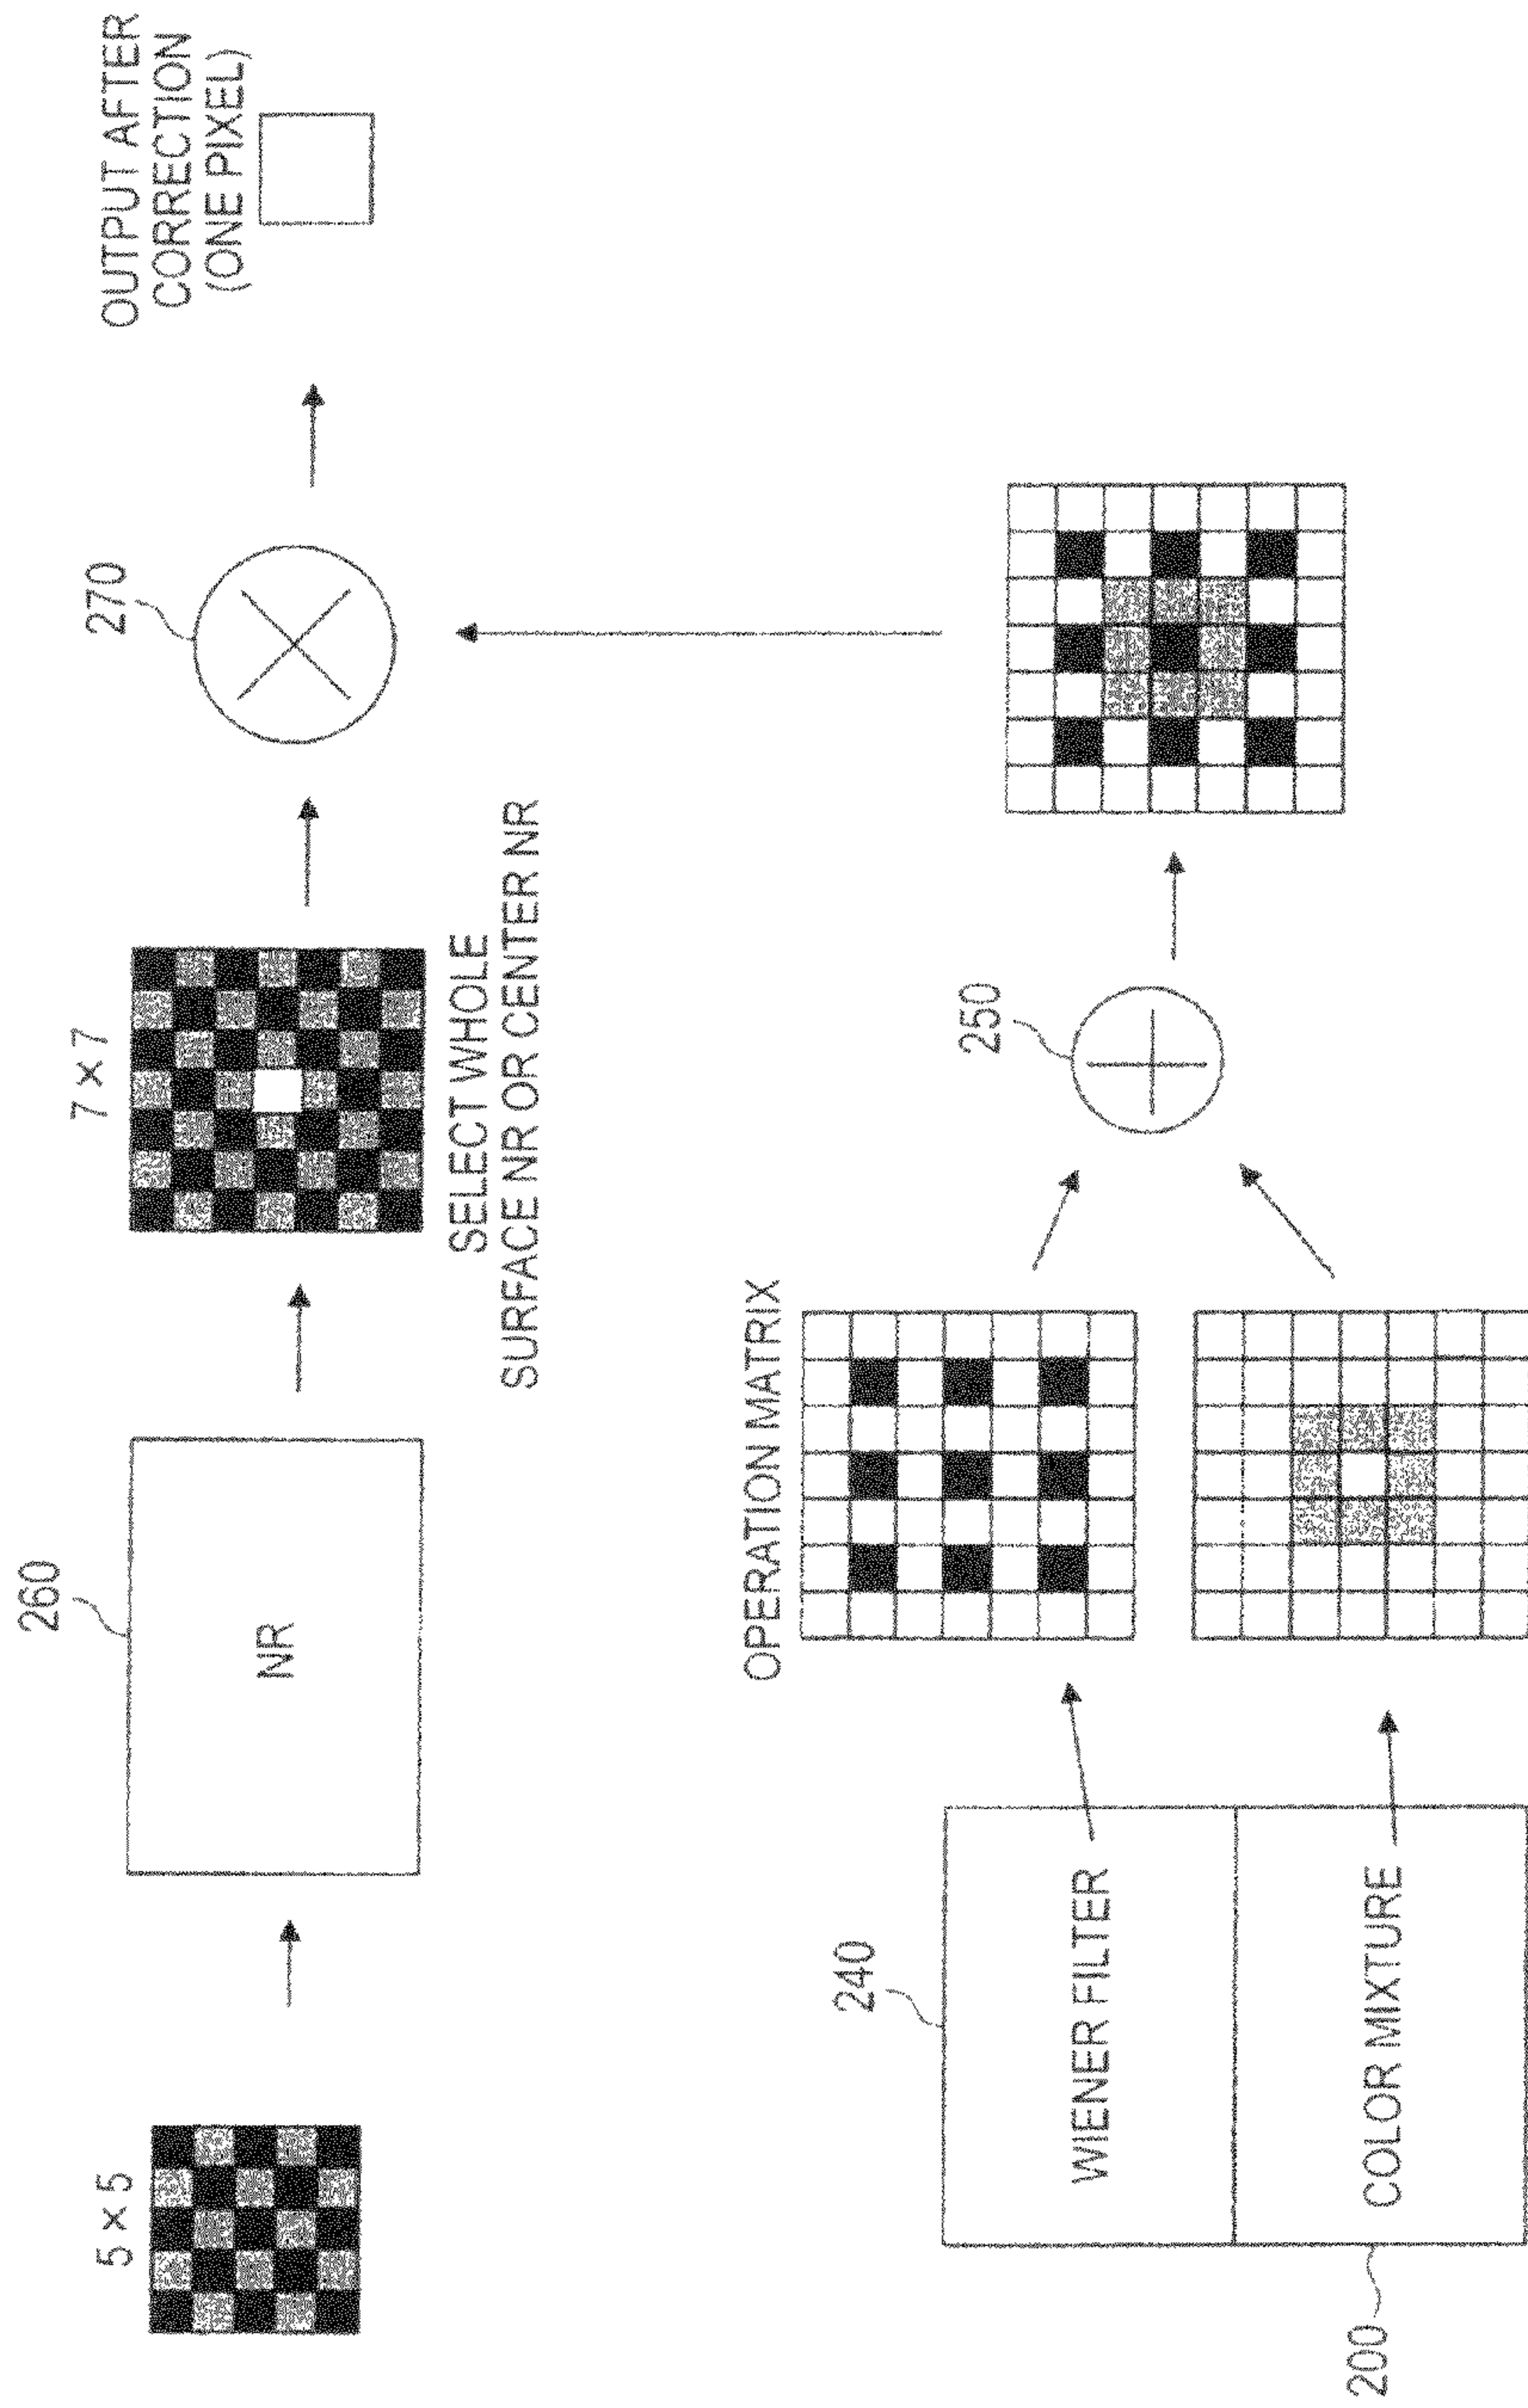 5 × 5
260
NR
7 × 7
SELECT WHOLE
SURFACE NR OR CENTER NR
270
OUTPUT AFTER
CORRECTION
(ONE PIXEL)
240
WIENER FILTER
COLOR MIXTURE
200
OPERATION MATRIX
250